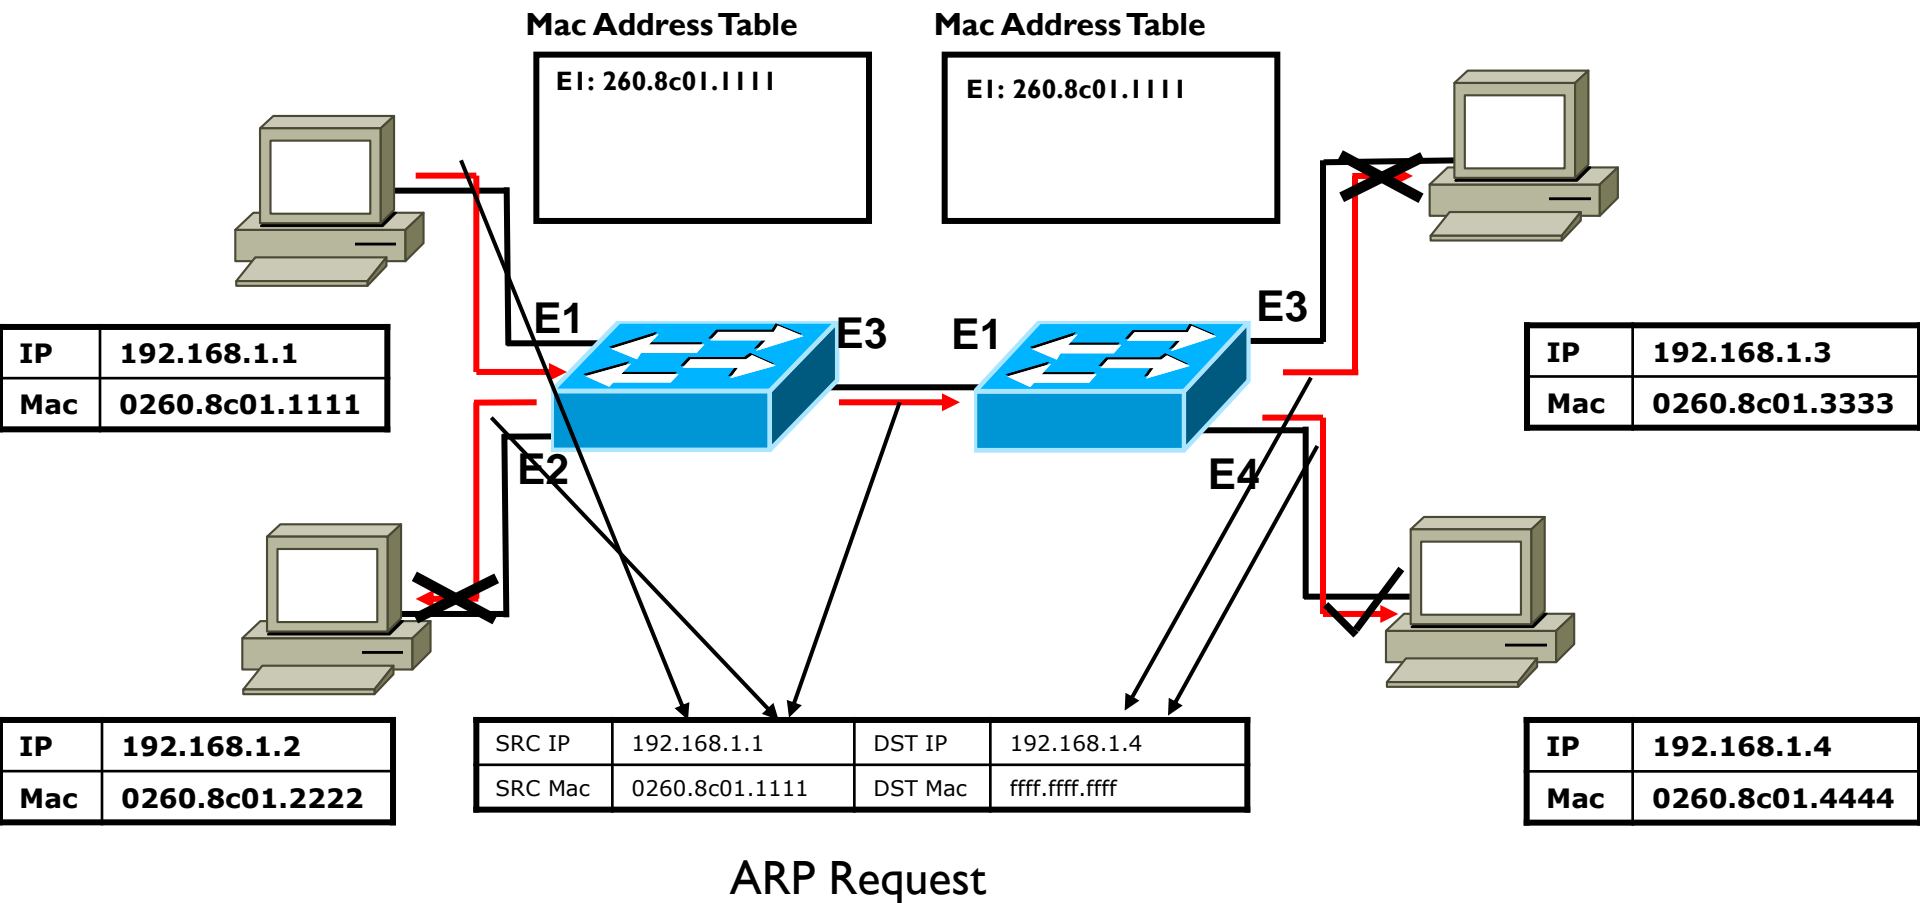 Mac Address Table
Mac Address Table
E1: 260.8c01.1111
E1: 260.8c01.1111
E1
E3
E1
E3
IP 192.168.1.1
Mac 0260.8c01.1111
IP 192.168.1.3
Mac 0260.8c01.3333
E2
E4
IP 192.168.1.2
Mac 0260.8c01.2222
SRC IP 192.168.1.1 DST IP 192.168.1.4
SRC Mac 0260.8c01.1111 DST Mac ffff.ffff.ffff
IP 192.168.1.4
Mac 0260.8c01.4444
ARP Request